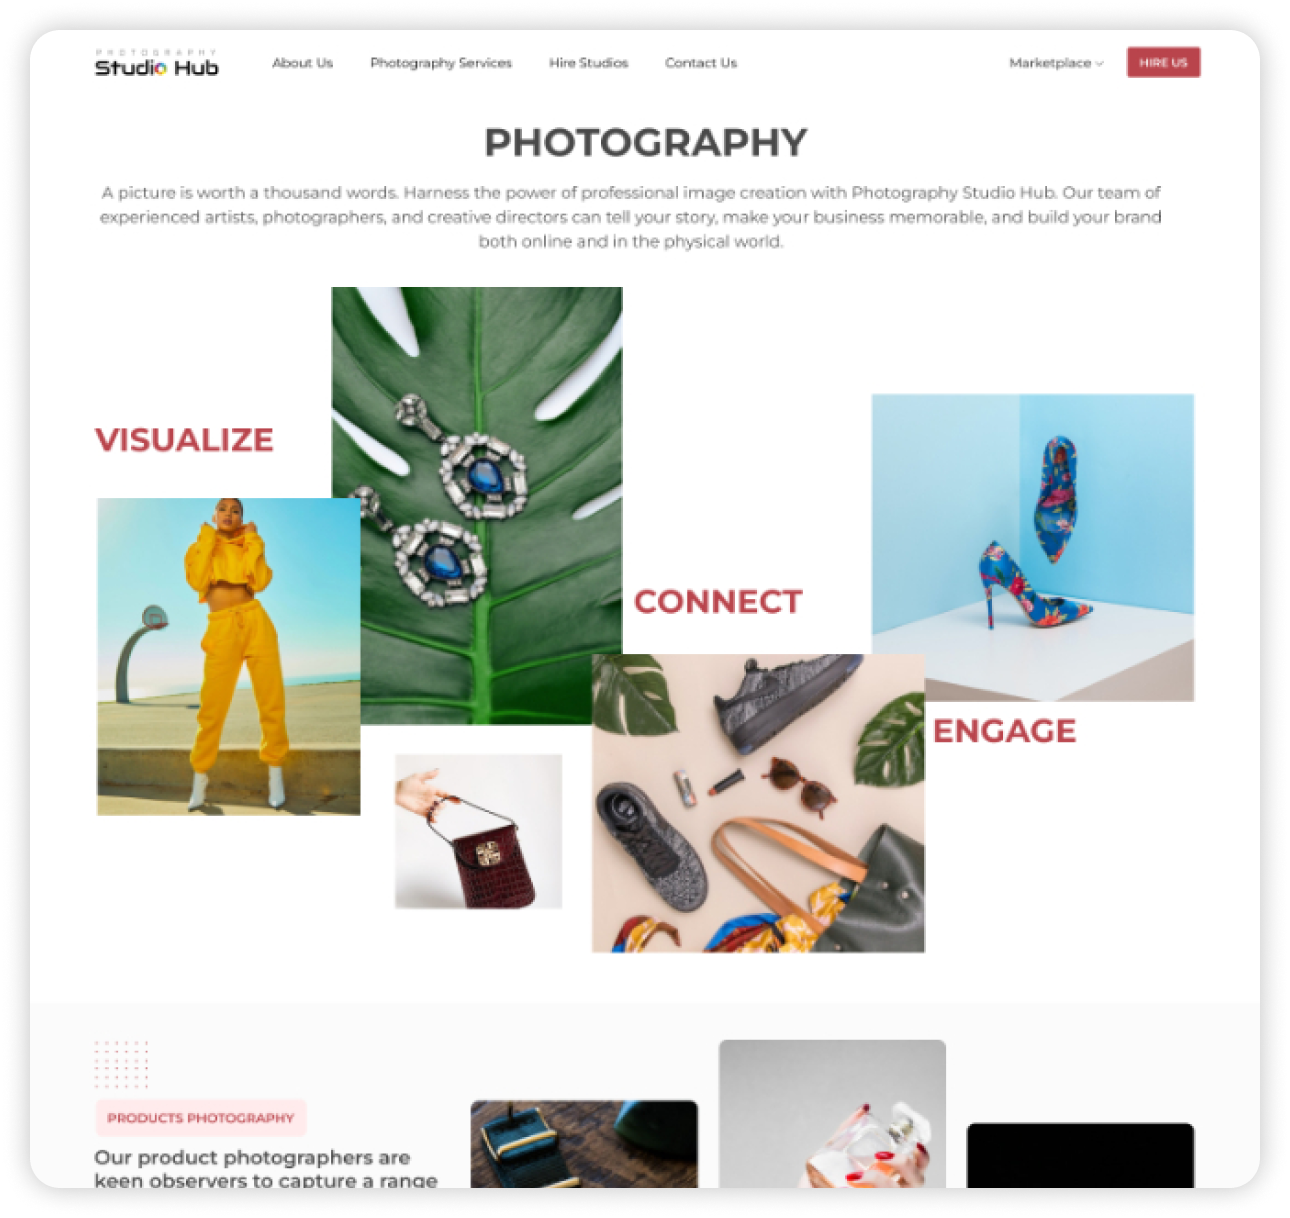 PHOTOGRAPHY
Studio Hub
About Us
Photography Services
Hire Studios
Contact Us
Marketplace
HIRE US
PHOTOGRAPHY
A picture is worth a thousand words. Harness the power of professional image creation with Photography Studio Hub. Our team of
experienced artists, photographers, and creative directors can tell your story, make your business memorable, and build your brand
both online and in the physical world.
VISUALIZE
CONNECT
ENGAGE
PRODUCTS PHOTOGRAPHY
Our product photographers are
keen observers to capture a range